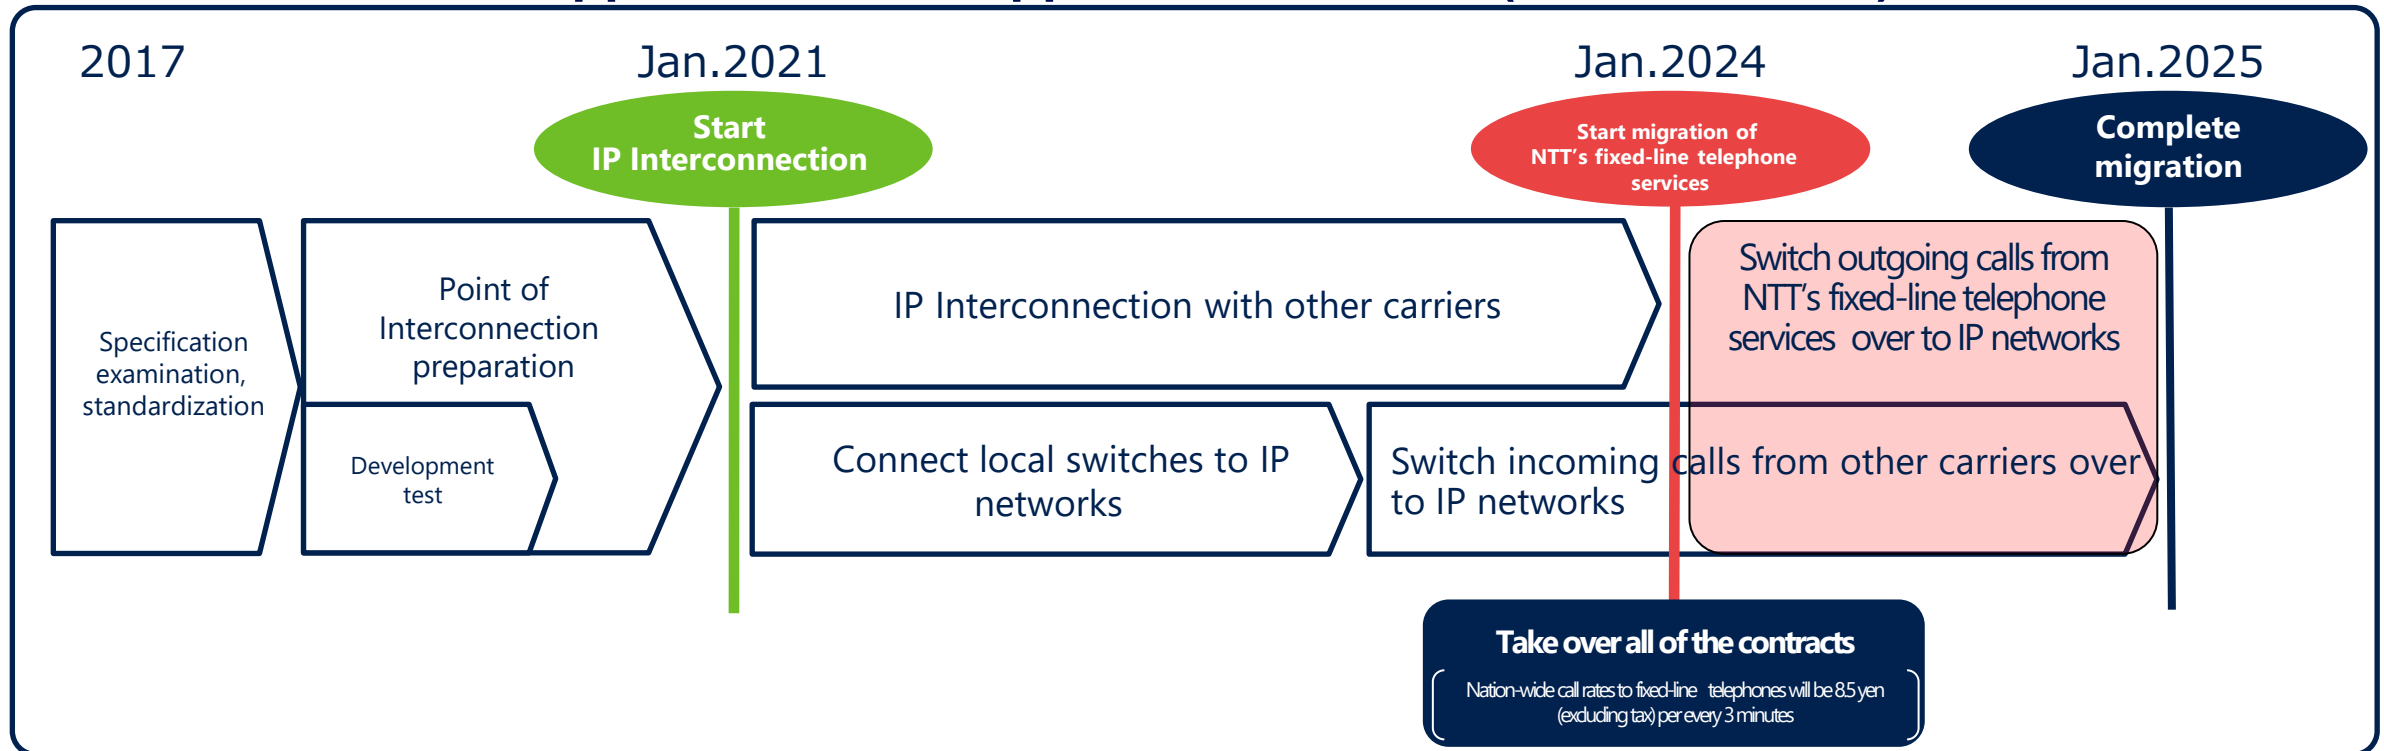 2017
Jan.2021
Jan.2024
Jan.2025
Start
IP Interconnection
Start migration of
NTT's fixed-line telephone
services
Complete
migration
Specification
examination,
standardization
Point of
Interconnection
preparation
Development
test
IP Interconnection with other carriers
Connect local switches to IP
networks
Switch outgoing calls from
NTT's fixed-line telephone
services over to IP networks
Switch incoming calls from other carriers over
to IP networks
Take over all of the contracts
Nation-wide call rates to fixed-line telephones will be 8.5 yen
(excluding tax) per every 3 minutes